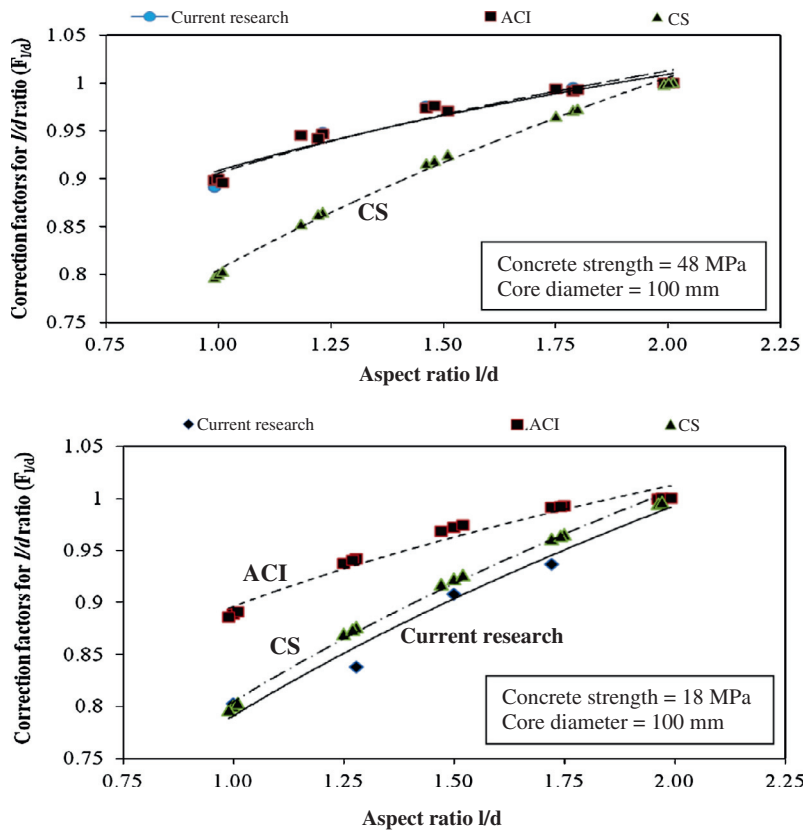 Current research ACI CS
1.05
1
0.95
0.9
0.85
0.8
0.75
Correction factors for l/d ratio (Fl/d)
CS
Concrete strength = 48 MPa
Core diameter = 100 mm
0.75 1.00 1.25 1.50 1.75 2.00 2.25
Aspect ratio l/d
Current research .ACI CS
1.05
1
0.95
0.9
0.85
0.8
0.75
Correction factors for l/d ratio (Fl/d)
ACI
CS
Current research
Concrete strength = 18 MPa
Core diameter = 100 mm
0.75 1.00 1.25 1.50 1.75 2.00 2.25
Aspect ratio l/d